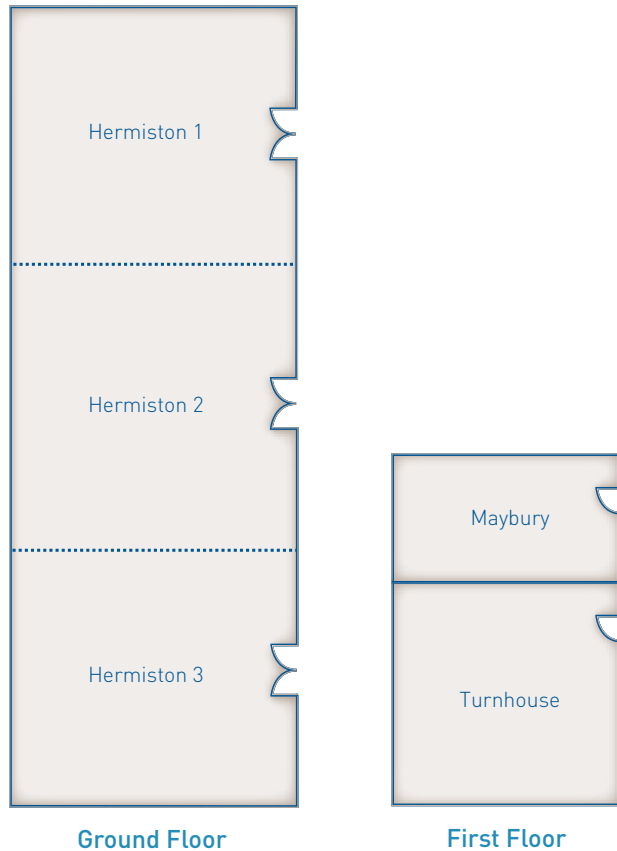 Hermiston 1
Hermiston 2
Hermiston 3
Ground Floor
Maybury
Turnhouse
First Floor